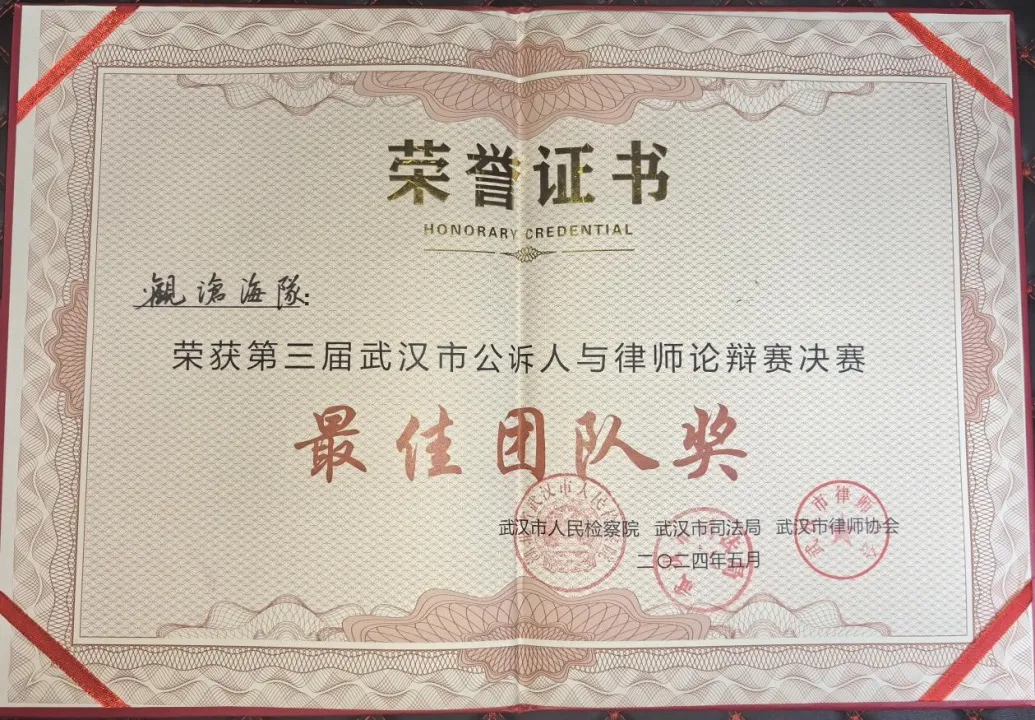 荣誉证书
HONORARY CREDENTIAL
觀滄海隊:
荣获第三届武汉市公诉人与律师论辩赛决赛
最佳团队奖
武汉市人民检察院 武汉市司法局 武汉市律师协会
二〇二四年五月